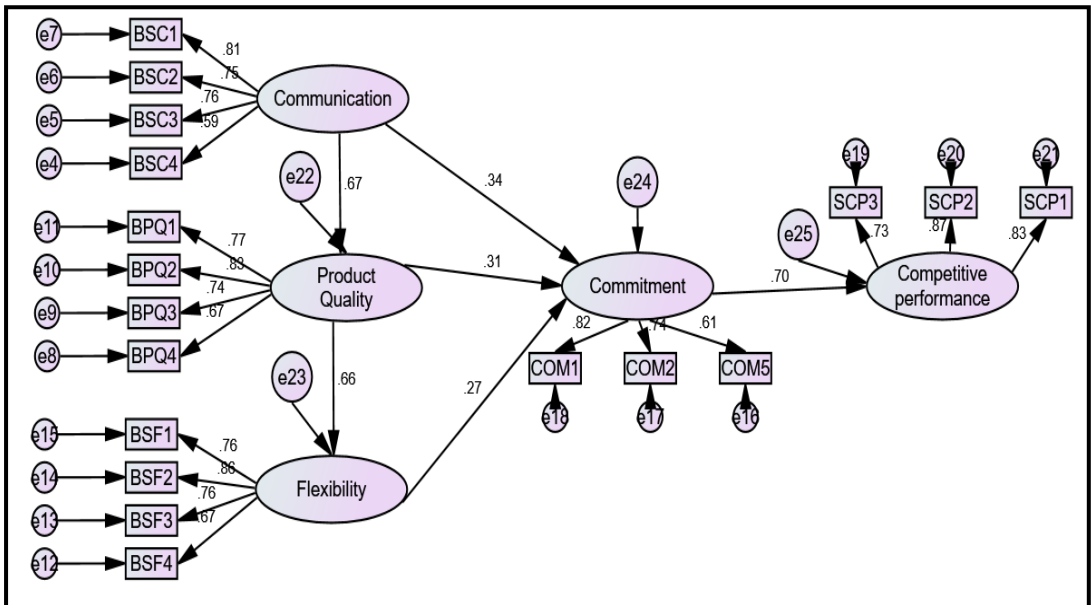 e7
BSC1
.81
e6
BSC2
.75
e5
BSC3
.76
e4
BSC4
.59
Communication
e22
.67
.34
e11
BPQ1
.77
e10
BPQ2
.83
e9
BPQ3
.74
e8
BPQ4
.67
Product
Quality
.31
e23
.66
.27
e15
BSF1
.76
e14
BSF2
.86
e13
BSF3
.76
e12
BSF4
.67
Flexibility
e24
Commitment
.82
.74
.61
COM1
COM2
COM5
e18
e17
e16
.70
e25
e19
e20
e21
SCP3
SCP2
SCP1
.73
.87
.83
Competitive
performance